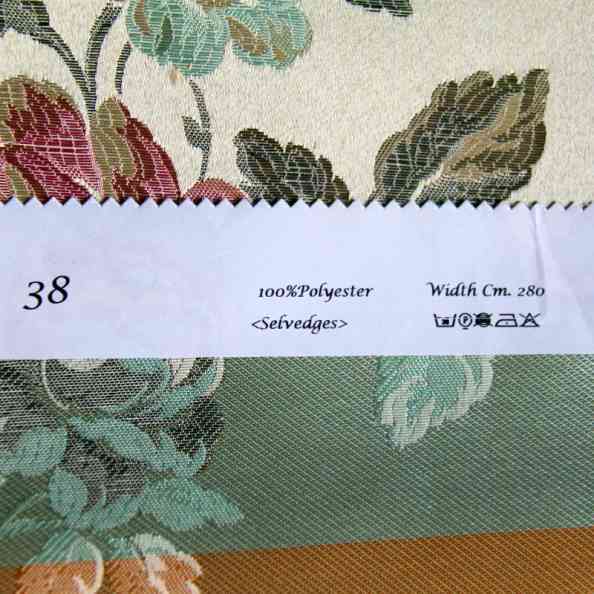 38
100%Polyester
Width Cm. 280
<Selvedges>